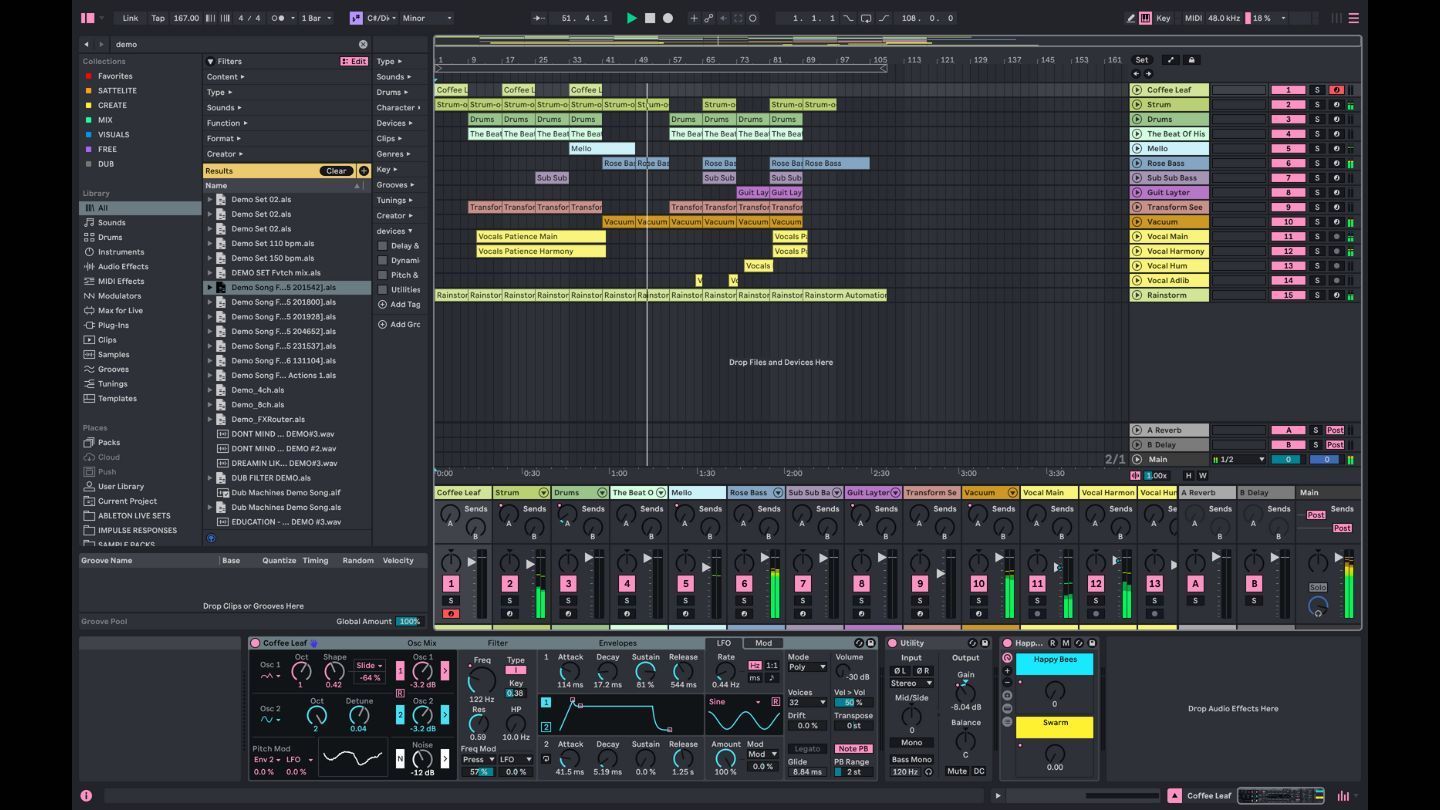 Link Tap 167.00 4 / 4 1 Bar C#/D♭ Minor 51. 4. 1 1. 1. 1 108. 0. 0 Key MIDI 48.0 kHz 18 %
demo
Collections
Favorites
SATTELITE
CREATE
MIX
VISUALS
FREE
DUB
Library
All
Sounds
Drums
Instruments
Audio Effects
MIDI Effects
Modulators
Max for Live
Plug-Ins
Clips
Samples
Grooves
Tunings
Templates
Places
Packs
Cloud
Push
User Library
Current Project
ABLETON LIVE SETS
IMPULSE RESPONSES
SAMPLE PACKS
Filters Edit
Content
Type
Sounds
Function
Format
Creator
Results Clear
Name
Demo Set 02.als
Demo Set 02.als
Demo Set 02.als
Demo Set 110 bpm.als
Demo Set 150 bpm.als
DEMO SET Fvtch mix.als
Demo Song F...5 201542].als
Demo Song F...5 201800].als
Demo Song F...5 201928].als
Demo Song F...5 204652].als
Demo Song F...5 231537].als
Demo Song F...6 131104].als
Demo Song F... Actions 1.als
Demo_4ch.als
Demo_8ch.als
Demo_FXRouter.als
DONT MIND ... DEMO#3.wav
DONT MIND ... DEMO #2.wav
DREAMIN LIK... DEMO#3.wav
DUB FILTER DEMO.als
Dub Machines Demo Song.aif
Dub Machines Demo Song.als
EDUCATION - ... DEMO #3.wav
Type
Sounds
Drums
Character
Devices
Clips
Genres
Key
Grooves
Tunings
Creator
devices
Delay &
Dynami
Pitch &
Utilities
Add Tag
Add Grc
Groove Name Base Quantize Timing Random Velocity
Drop Clips or Grooves Here
Groove Pool Global Amount 100%
1 9 17 25 33 41 49 57 65 73 81 89 97 105 113 121 129 137 145 153 161 Set
Coffee L Coffee L Coffee L Coffee Leaf 1 S
Strum-o Strum-o Strum-o Strum-o Strum-o Strum-o Strum-o Strum-o Strum-o Strum-o Strum 2 S
Drums Drums Drums Drums Drums Drums Drums Drums Drums 3 S
The Beat The Beat The Beat The Beat The Beat The Beat The Beat The Beat The Beat Of His 4 S
Mello Mello 5 S
Rose Bas Rose Bas Rose Bas Rose Bas Rose Bass Rose Bass 6 S
Sub Sub Sub Sub Sub Sub Sub Sub Bass 7 S
Guit Lay Guit Lay Guit Layter 8 S
Transfor Transfor Transfor Transfor Transfor Transfor Transfor Transfor Transform See 9 S
Vacuum Vacuum Vacuum Vacuum Vacuum Vacuum Vacuum 10 S
Vocals Patience Main Vocals Pa Vocal Main 11 S
Vocals Patience Harmony Vocals Pa Vocal Harmony 12 S
Vocals Vocal Hum 13 S
V Vc Vocal Adlib 14 S
Rainstor Rainstor Rainstor Rainstor Rainstor Rainstor Rainstor Rainstor Rainstor Rainstor Rainstor Rainstorm Automation Rainstorm 15 S
Drop Files and Devices Here
A Reverb A S Post
B Delay B S Post
2/1 Main 1/2 0 0
0:00 0:30 1:00 1:30 2:00 2:30 3:00 3:30 1.00x H W
Coffee Leaf Strum Drums The Beat O Mello Rose Bass Sub Sub Ba Guit Layter Transform Se Vacuum Vocal Main Vocal Harmon Vocal Hur A Reverb B Delay Main
Sends Sends Sends Sends Sends Sends Sends Sends Sends Sends Sends Sends Sends Sends Sends Sends
A A A A A A A A A A A A A A A Post
B B B B B B B B B B B B B B B Post
1 2 3 4 5 6 7 8 9 10 11 12 13 A B Solo
S S S S S S S S S S S S S S S
Coffee Leaf Osc Mix Filter Envelopes LFO Mod
Osc 1 Oct 1 Shape 0.42 Slide -64 % 1 Osc 1 -3.2 dB
R
Osc 2 Oct 2 Detune 0.04 2 Osc 2 -3.2 dB
Pitch Mod
Env 2 LFO
0.0 % 0.0 %
N Noise -12 dB
Freq 122 Hz Type I
Key 0.38
Res 0.59 HP 10.0 Hz
Freq Mod
Press LFO
57 % 0.0 %
1 Attack Decay Sustain Release
114 ms 17.2 ms 81 % 544 ms
1
2
2 Attack Decay Sustain Release
41.5 ms 5.19 ms 0.0 % 1.25 s
Rate 0.44 Hz Hz 1:1
ms
Sine R
Amount 100 % Mod 0.0 %
Mode Poly
Voices 32
Drift 0.0 %
Legato
Glide 8.84 ms
Volume -30 dB
Vol > Vol 50 %
Transpose 0 st
Note PB
PB Range 2 st
Utility
Input Output
Ø L Ø R
Stereo
Gain -8.04 dB
Mid/Side 0
Balance C
Mono
Bass Mono
120 Hz Mute DC
Happ... R M
Happy Bees
0
Swarm
0.00
Drop Audio Effects Here
Coffee Leaf